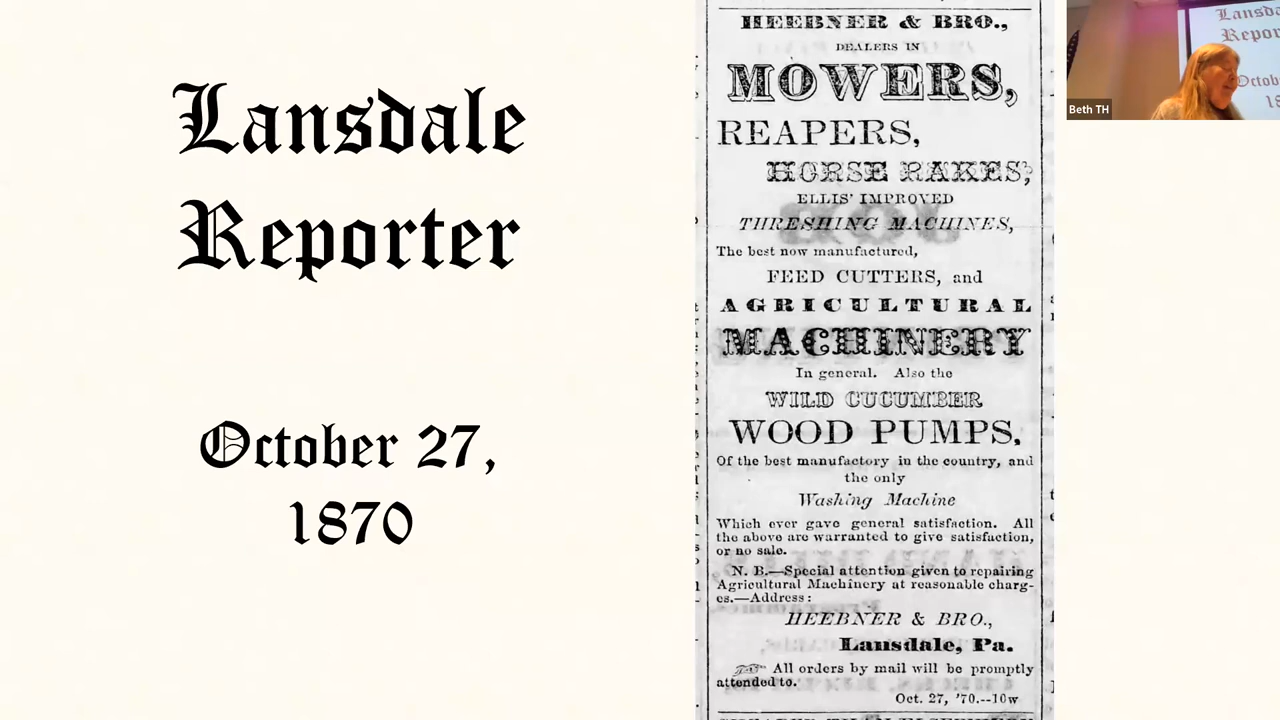 Lansdale
Reporter
October 27,
1870
HEEBNER & BRO.,
DEALERS IN
MOWERS,
REAPERS,
HORSE RAKES;
ELLIS' IMPROVED
THRESHING MACHINES,
The best now manufactured,
FEED CUTTERS, and
AGRICULTURAL
MACHINERY
In general. Also the
WILD CUCUMBER
WOOD PUMPS,
Of the best manufactory in the country, and
the only
Washing Machine
Which ever gave general satisfaction. All
the above are warranted to give satisfaction,
or no sale.
N. B.—Special attention given to repairing
Agricultural Machinery at reasonable charg-
es.—Address:
HEEBNER & BRO.,
Lansdale, Pa.
All orders by mail will be promptly
attended to.
Oct. 27, '70.--10w
Beth TH
Lansda
Repor
Octob
18